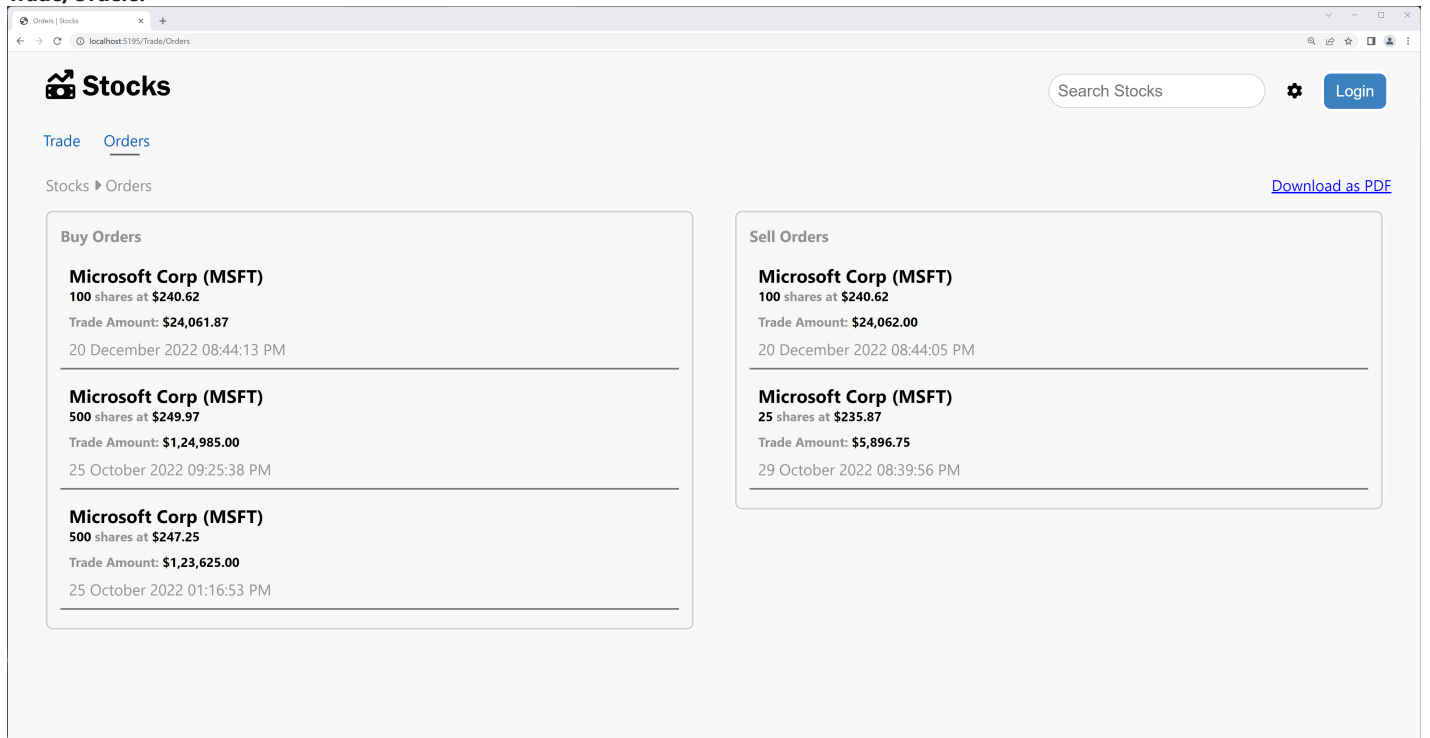 Trade/Orders:
Orders | Stocks
localhost:5195/Trade/Orders
Stocks
Search Stocks
Login
Trade Orders
Stocks Orders
Download as PDF
Buy Orders
Microsoft Corp (MSFT)
100 shares at $240.62
Trade Amount: $24,061.87
20 December 2022 08:44:13 PM
Microsoft Corp (MSFT)
500 shares at $249.97
Trade Amount: $1,24,985.00
25 October 2022 09:25:38 PM
Microsoft Corp (MSFT)
500 shares at $247.25
Trade Amount: $1,23,625.00
25 October 2022 01:16:53 PM
Sell Orders
Microsoft Corp (MSFT)
100 shares at $240.62
Trade Amount: $24,062.00
20 December 2022 08:44:05 PM
Microsoft Corp (MSFT)
25 shares at $235.87
Trade Amount: $5,896.75
29 October 2022 08:39:56 PM